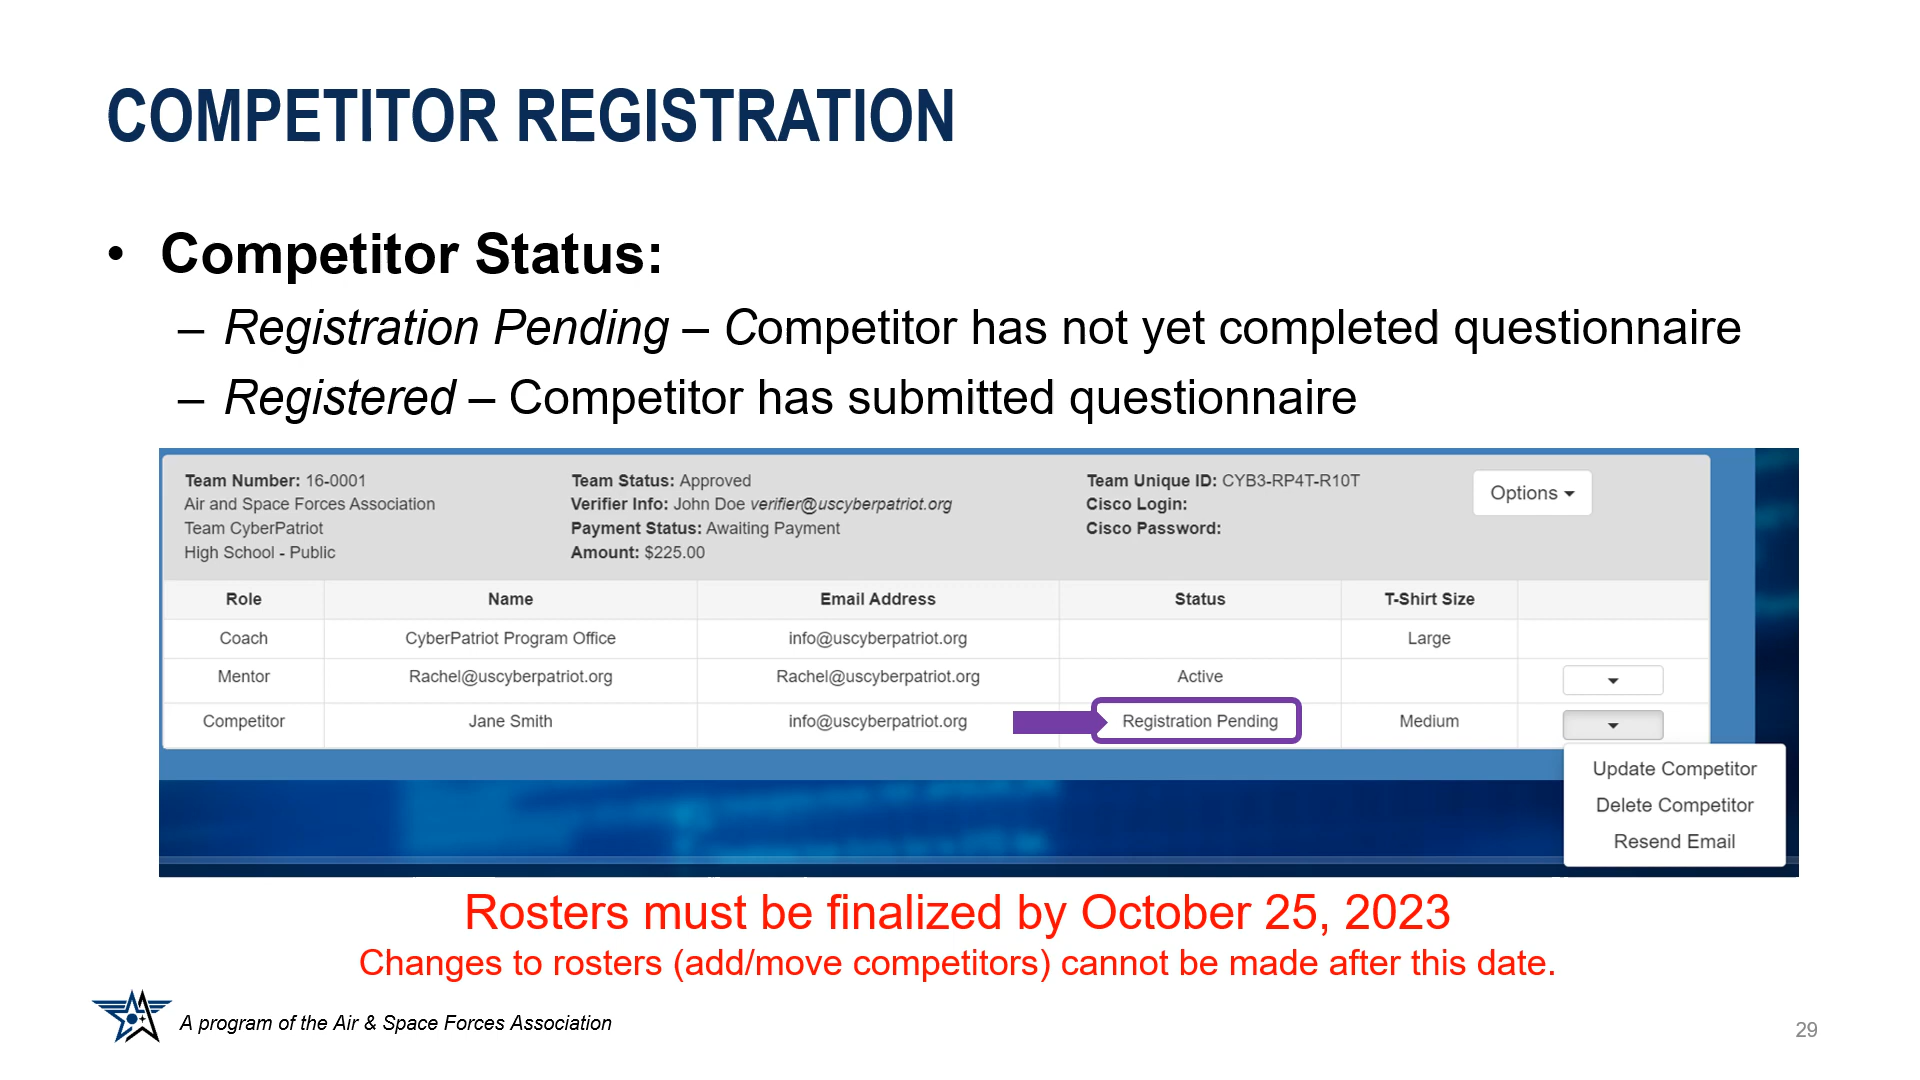 COMPETITOR REGISTRATION
• Competitor Status:
– Registration Pending – Competitor has not yet completed questionnaire
– Registered – Competitor has submitted questionnaire
Team Number: 16-0001
Air and Space Forces Association
Team CyberPatriot
High School - Public
Team Status: Approved
Verifier Info: John Doe verifier@uscyberpatriot.org
Payment Status: Awaiting Payment
Amount: $225.00
Team Unique ID: CYB3-RP4T-R10T
Cisco Login:
Cisco Password:
Options
Role Name Email Address Status T-Shirt Size
Coach CyberPatriot Program Office info@uscyberpatriot.org Large
Mentor Rachel@uscyberpatriot.org Rachel@uscyberpatriot.org Active
Competitor Jane Smith info@uscyberpatriot.org Registration Pending Medium
Update Competitor
Delete Competitor
Resend Email
Rosters must be finalized by October 25, 2023
Changes to rosters (add/move competitors) cannot be made after this date.
A program of the Air & Space Forces Association
29